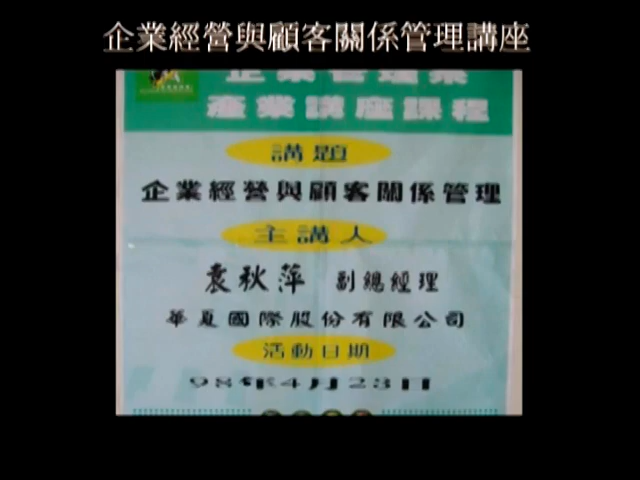 企業經營與顧客關係管理講座
企業管理系
產業講座課程
講題
企業經營與顧客關係管理
主講人
袁秋萍 副總經理
華夏國際股份有限公司
活動日期
98年4月23日